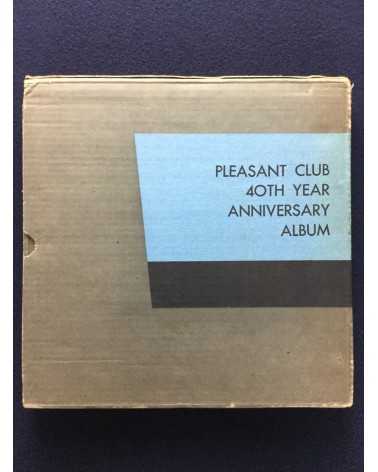 PLEASANT CLUB
40TH YEAR
ANNIVERSARY
ALBUM